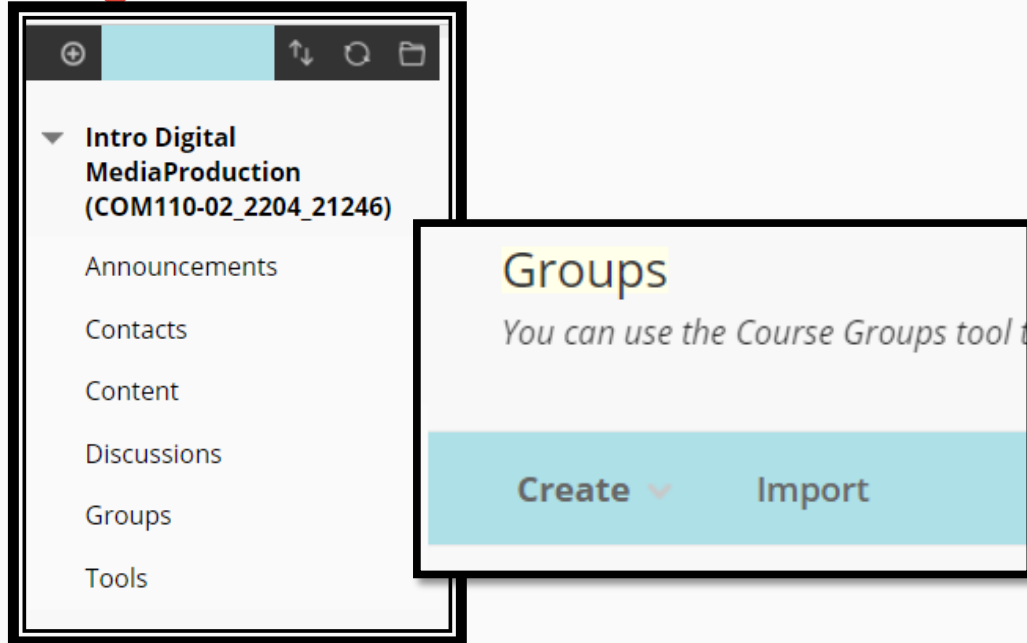 Intro Digital
MediaProduction
(COM110-02_2204_21246)
Announcements
Contacts
Content
Discussions
Groups
Tools
Groups
You can use the Course Groups tool
Create
Import